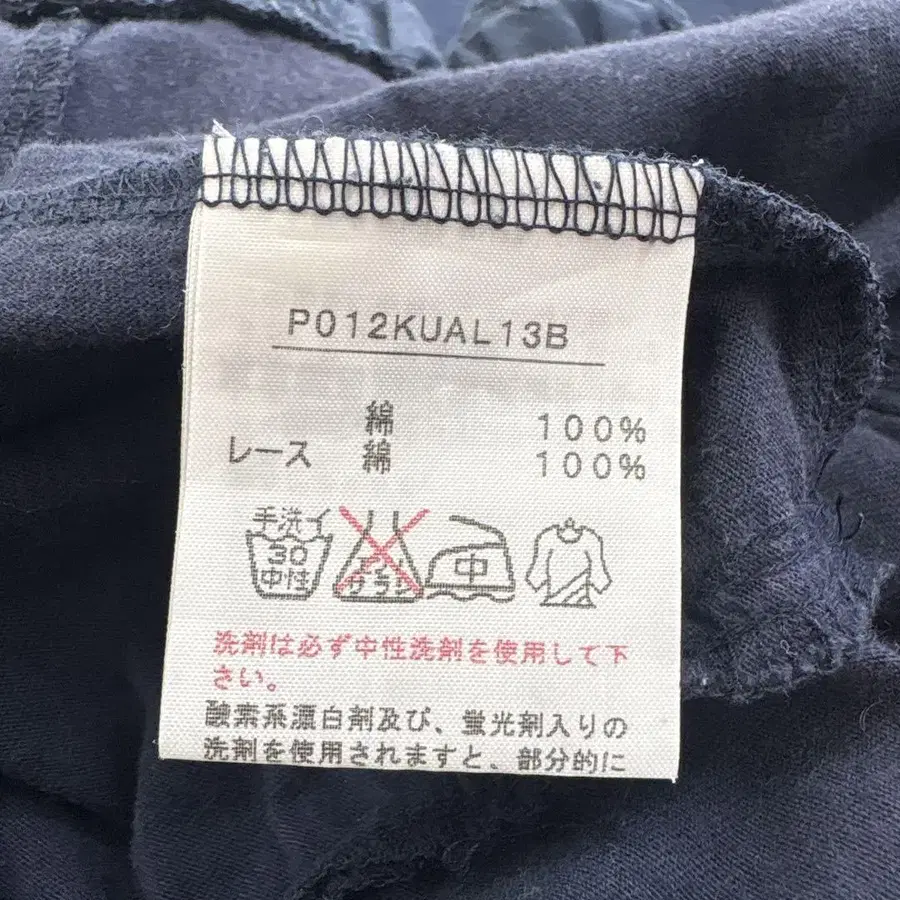 P012KUAL13B
綿 100%
レース 綿 100%
手洗イ
30
中性
中
洗剤は必ず中性洗剤を使用して下
さい。
酸素系漂白剤及び、蛍光剤入りの
洗剤を使用されますと、部分的に